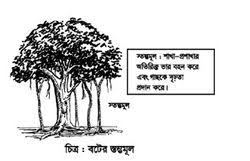 স্তম্ভমূল : শাখা-প্রশাখার
অতিরিক্ত ভার বহন করে
এবং গাছকে দৃঢ়তা
প্রদান করে।
স্তম্ভমূল
চিত্র : বটের স্তম্ভমূল